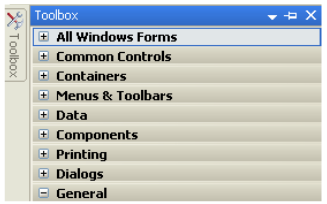 Toolbox
Toolbox
All Windows Forms
Common Controls
Containers
Menus & Toolbars
Data
Components
Printing
Dialogs
General